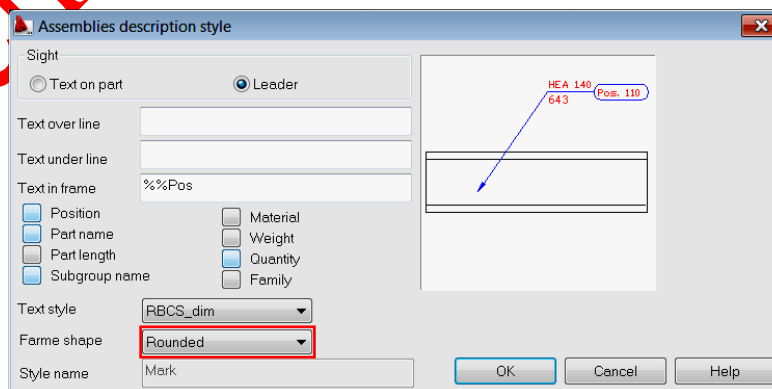 Assemblies description style
Sight
Text on part
Leader
Text over line
Text under line
Text in frame
%%Pos
Position
Part name
Part length
Subgroup name
Material
Weight
Quantity
Family
Text style
RBCS_dim
Farme shape
Rounded
Style name
Mark
HEA 140
643
Pos. 110
OK
Cancel
Help